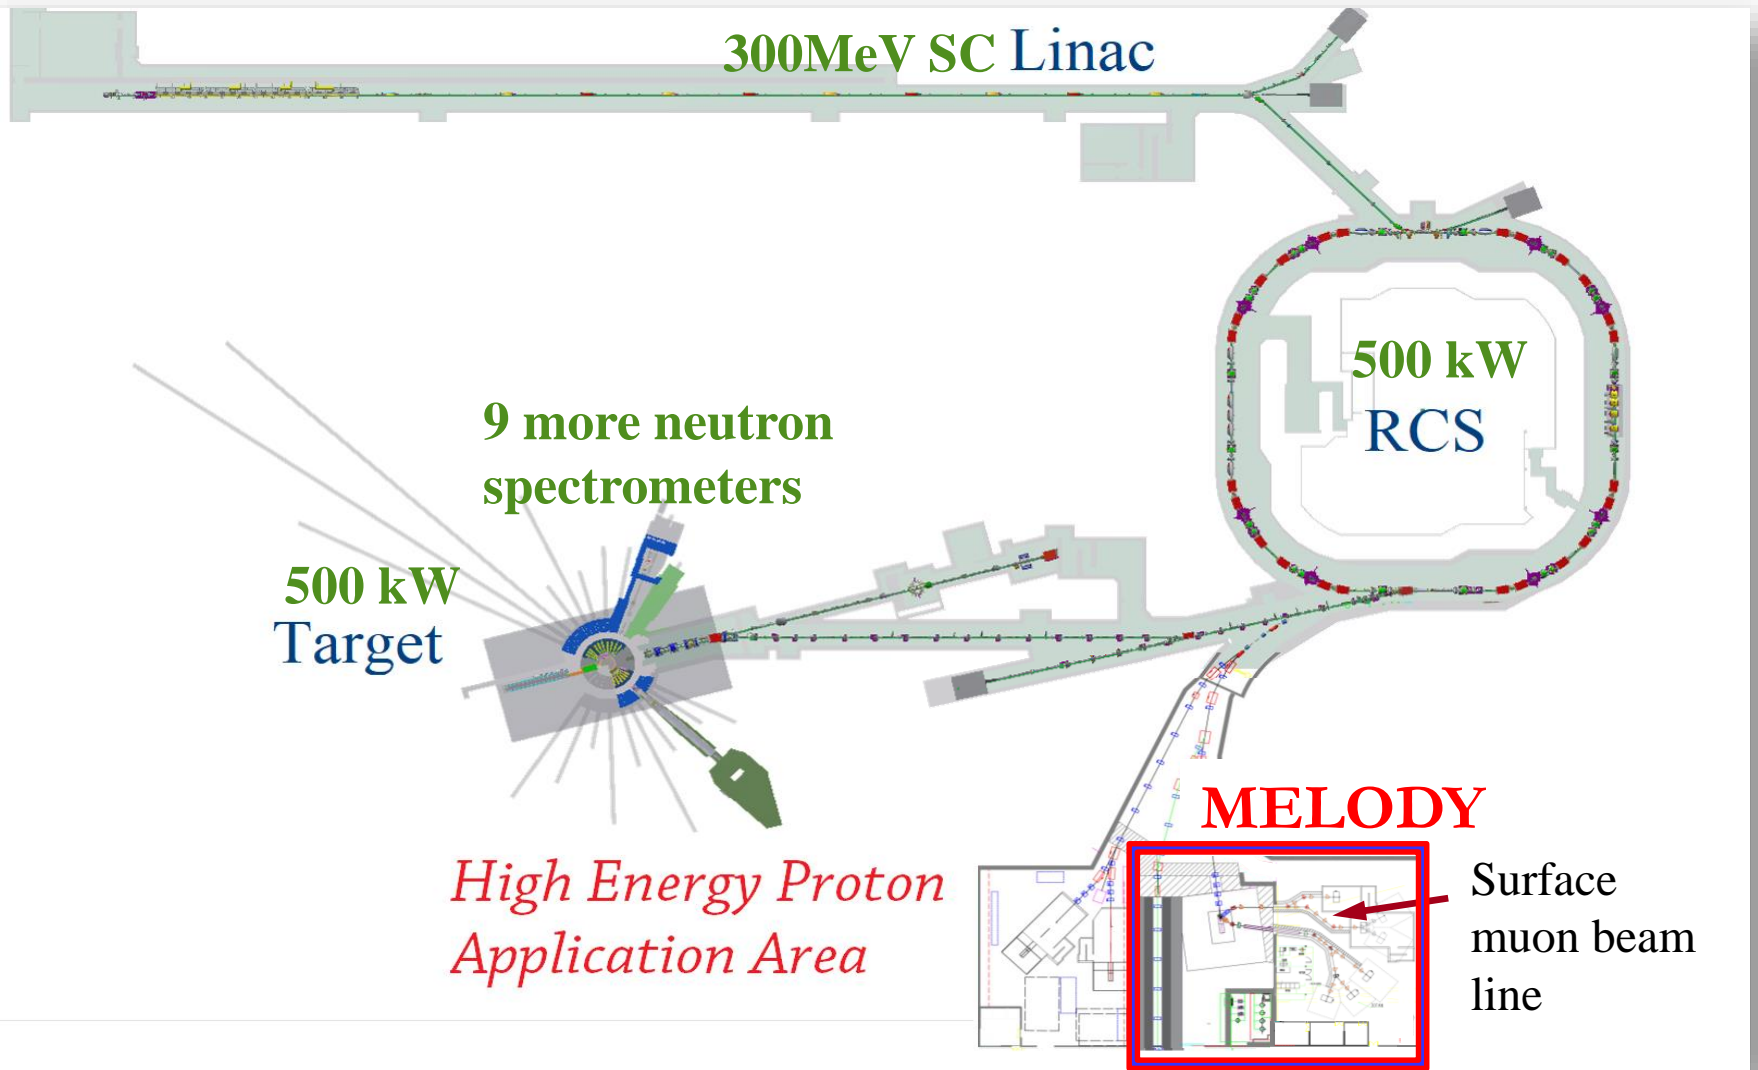 300MeV SC Linac
500 kW
RCS
9 more neutron
spectrometers
500 kW
Target
MELODY
High Energy Proton
Application Area
Surface
muon beam
line